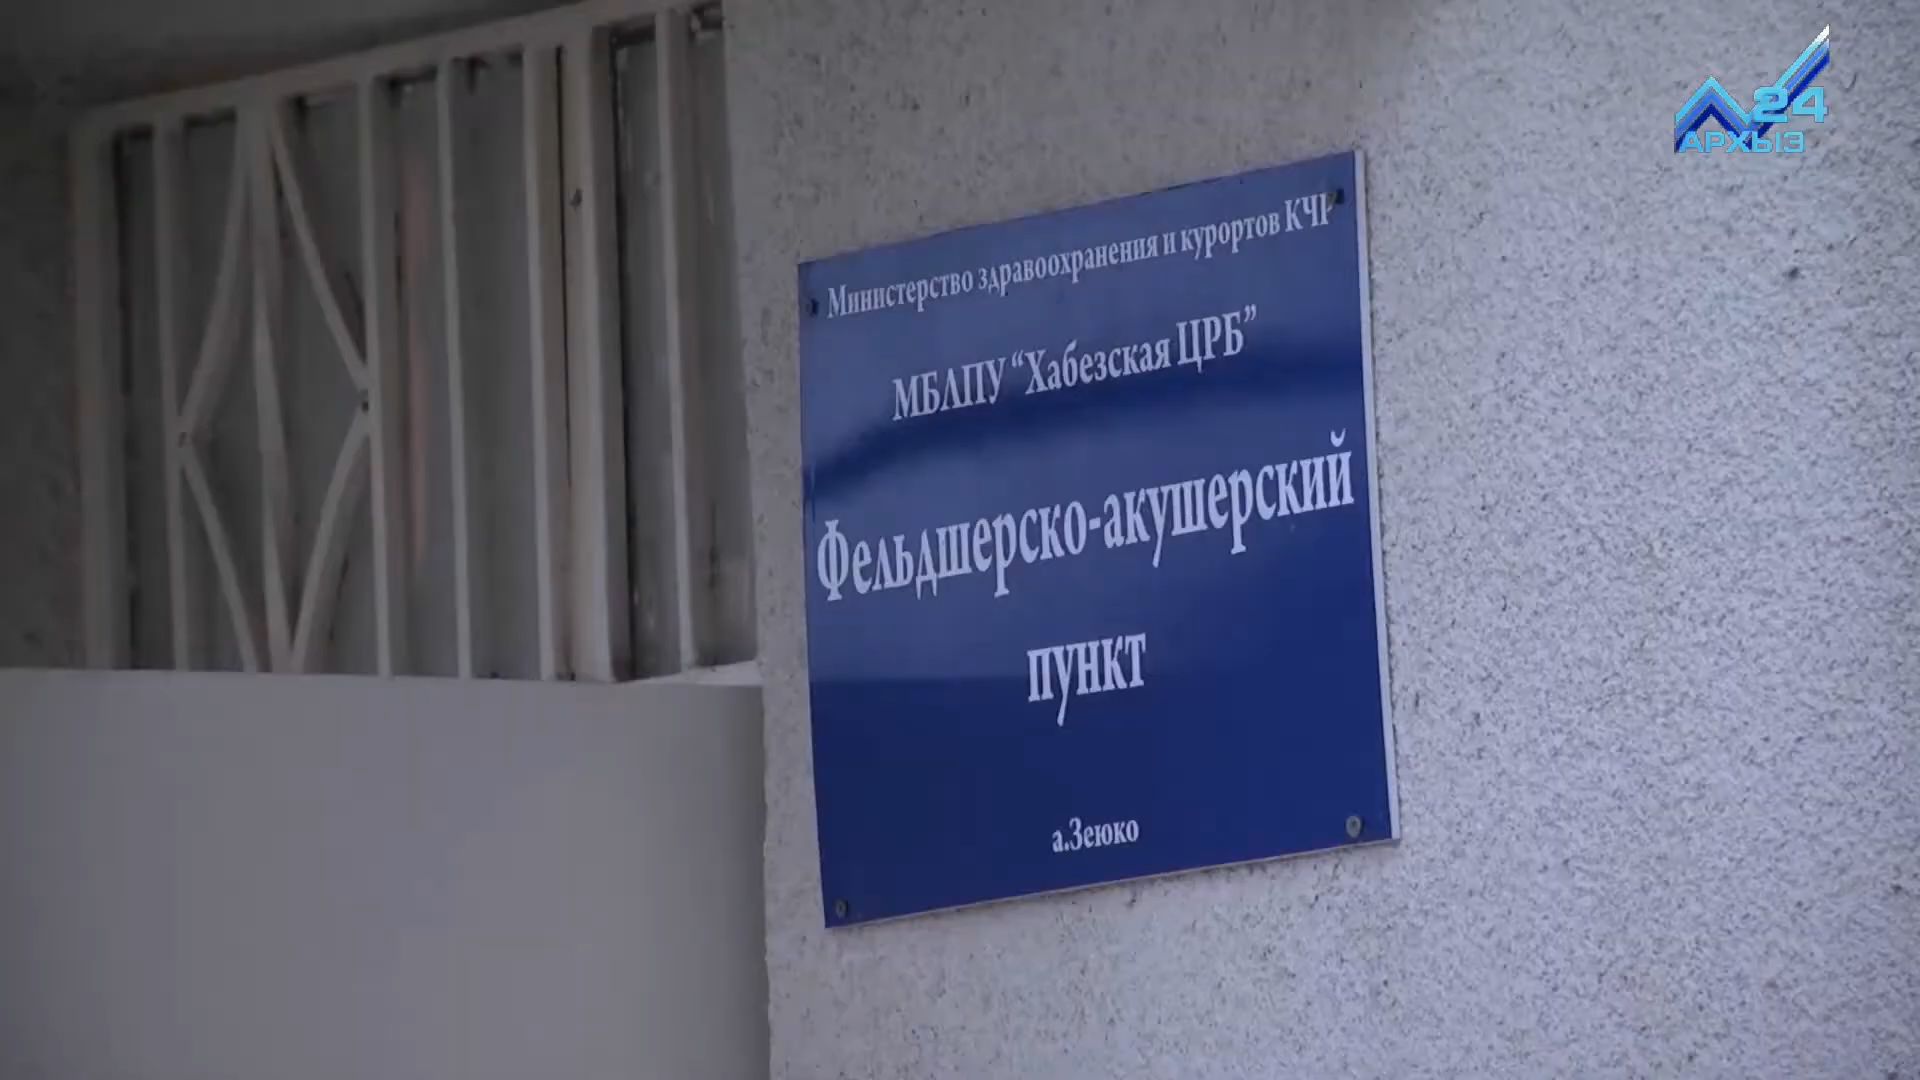 24
АРХЫЗ
Министерство здравоохранения и курортов КЧР
МБЛПУ “Хабезская ЦРБ”
Фельдшерско-акушерский
пункт
а.Зеюко